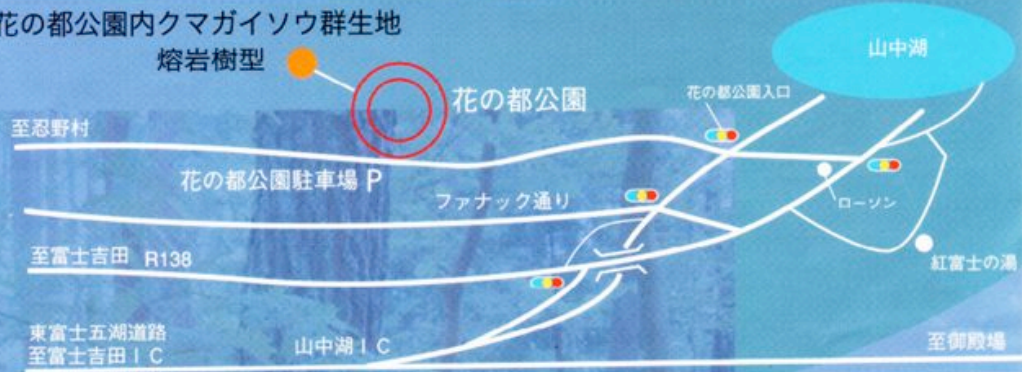 花の都公園内クマガイソウ群生地
熔岩樹型
山中湖
花の都公園
花の都公園入口
至忍野村
花の都公園駐車場 P
ファナック通り
ローソン
至富士吉田 R138
紅富士の湯
東富士五湖道路
至富士吉田IC
山中湖IC
至御殿場